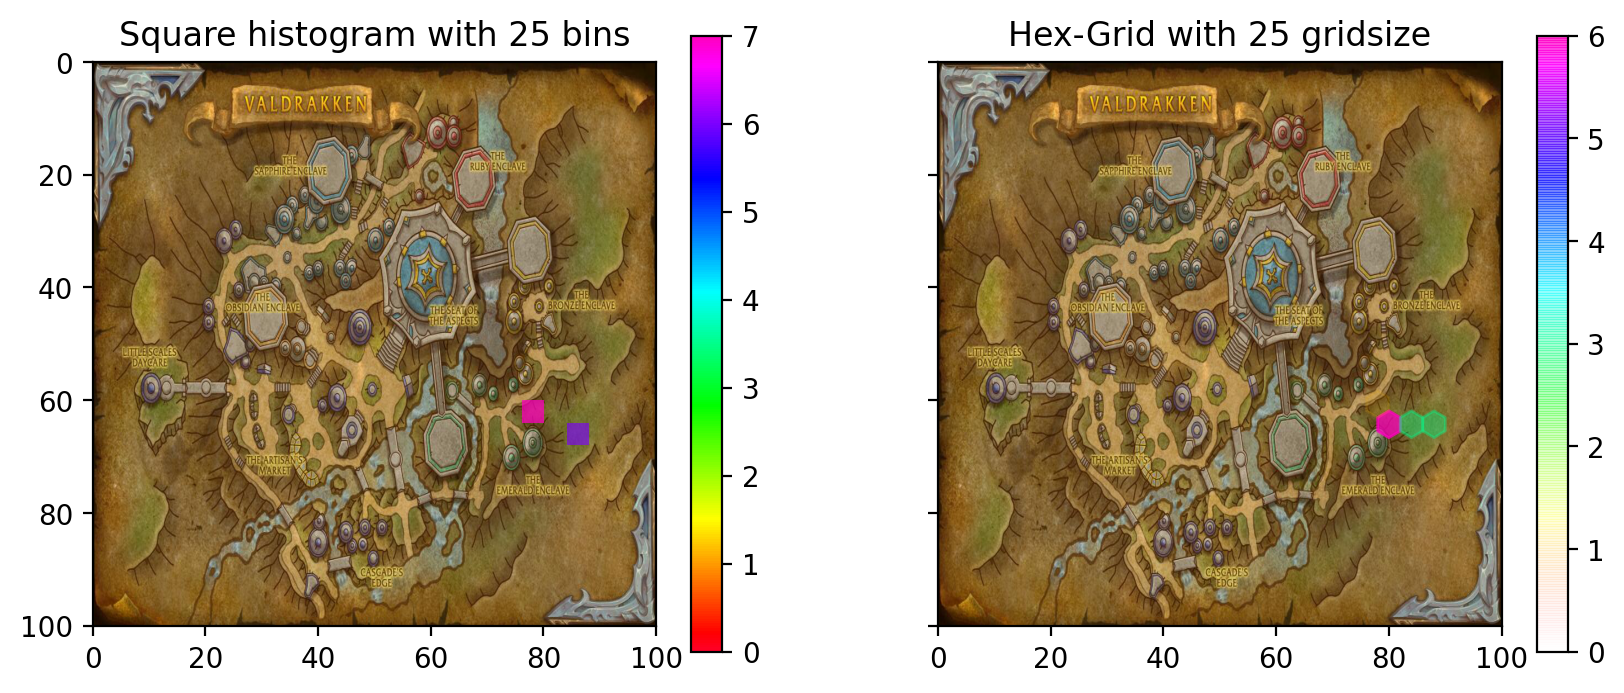 Square histogram with 25 bins
VALDRAKKEN
THE
SAPPHIRE ENCLAVE
THE
RUBY ENCLAVE
THE
OBSIDIAN ENCLAVE
THE SEAT OF
THE ASPECTS
THE
BRONZE ENCLAVE
LITTLE SCALES
DAYCARE
THE ARTISAN'S
MARKET
THE
EMERALD ENCLAVE
CASCADE'S
EDGE
0
20
40
60
80
100
0 20 40 60 80 100
7
6
5
4
3
2
1
0
Hex-Grid with 25 gridsize
VALDRAKKEN
THE
SAPPHIRE ENCLAVE
THE
RUBY ENCLAVE
THE
OBSIDIAN ENCLAVE
THE SEAT OF
THE ASPECTS
THE
BRONZE ENCLAVE
LITTLE SCALES
DAYCARE
THE ARTISAN'S
MARKET
THE
EMERALD ENCLAVE
CASCADE'S
EDGE
0 20 40 60 80 100
6
5
4
3
2
1
0